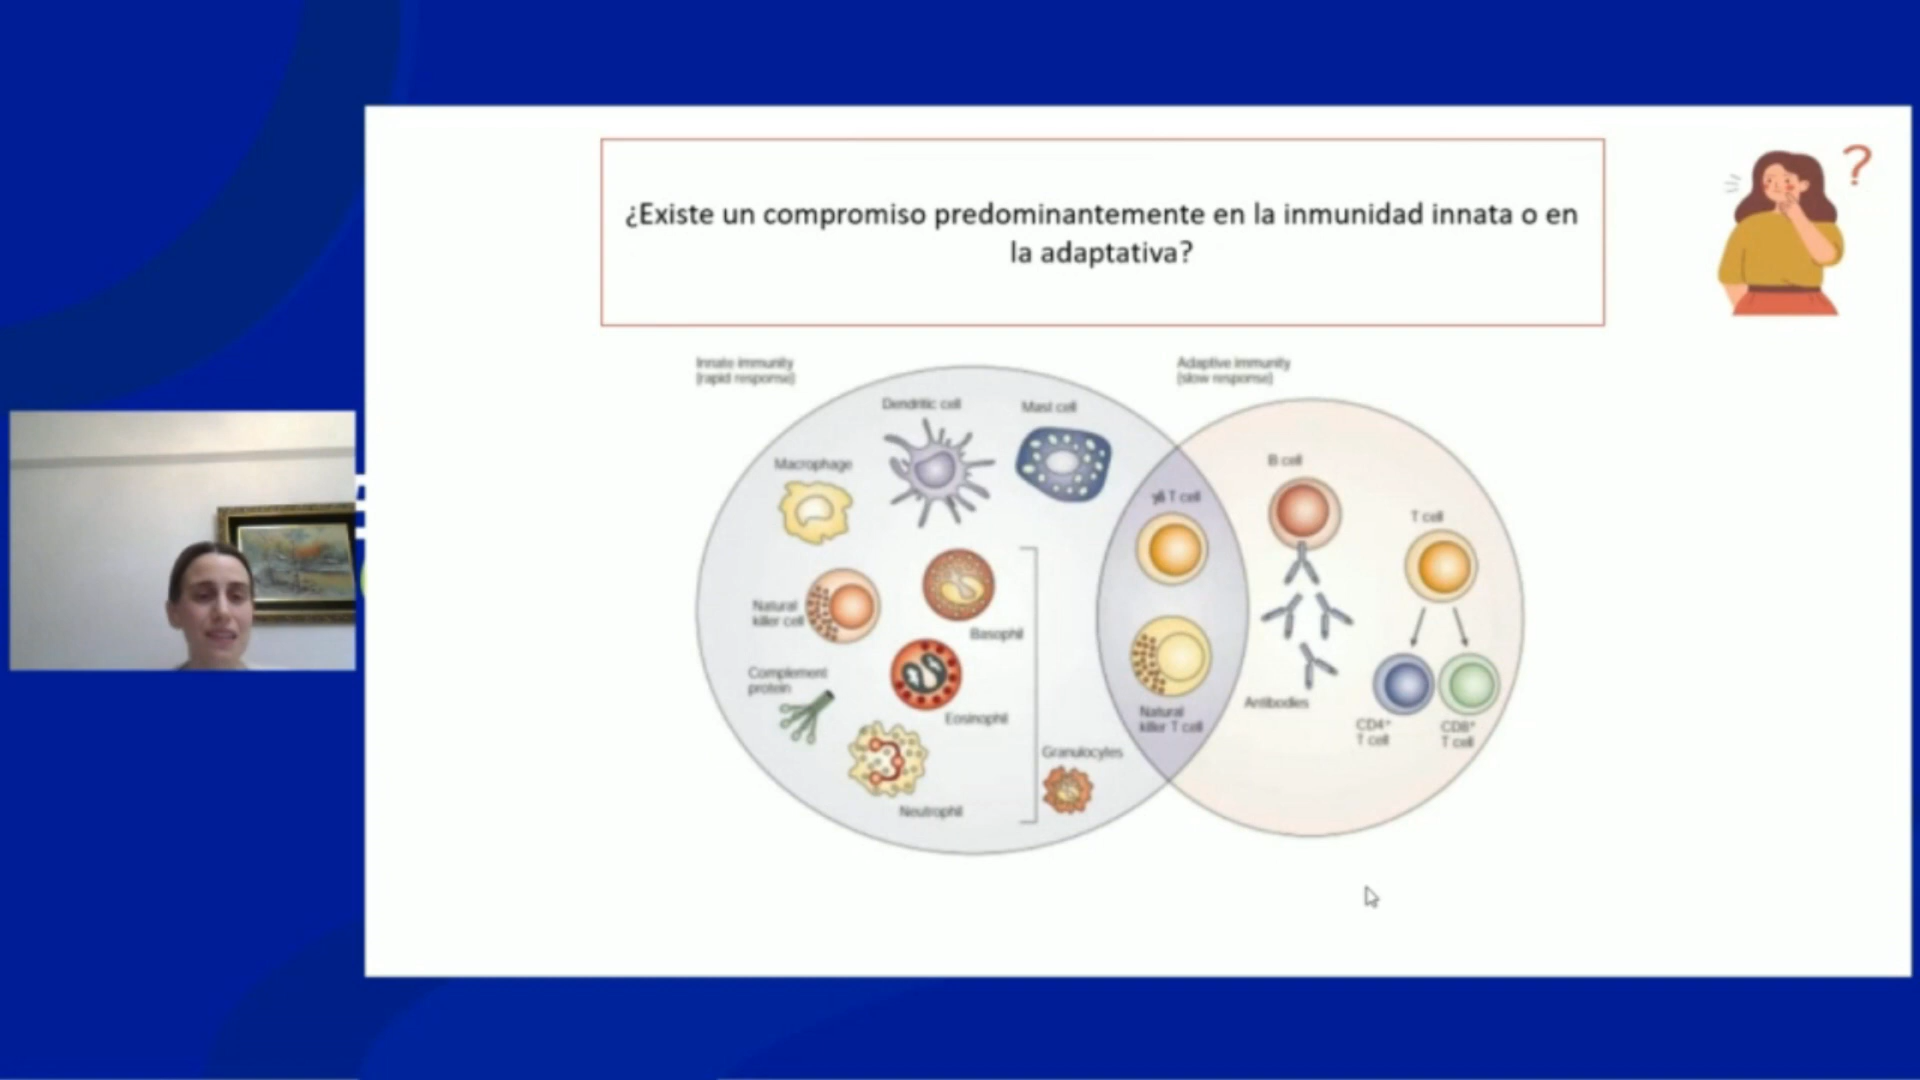 ¿Existe un compromiso predominantemente en la inmunidad innata o en
la adaptativa?
?
Innate immunity
(rapid response)
Adaptive immunity
(slow response)
Dendritic cell
Mast cell
Macrophage
B cell
γδ T cell
T cell
Natural
killer cell
Basophil
Complement
protein
Eosinophil
Antibodies
Natural
killer T cell
CD4+
T cell
CD8+
T cell
Granulocytes
Neutrophil